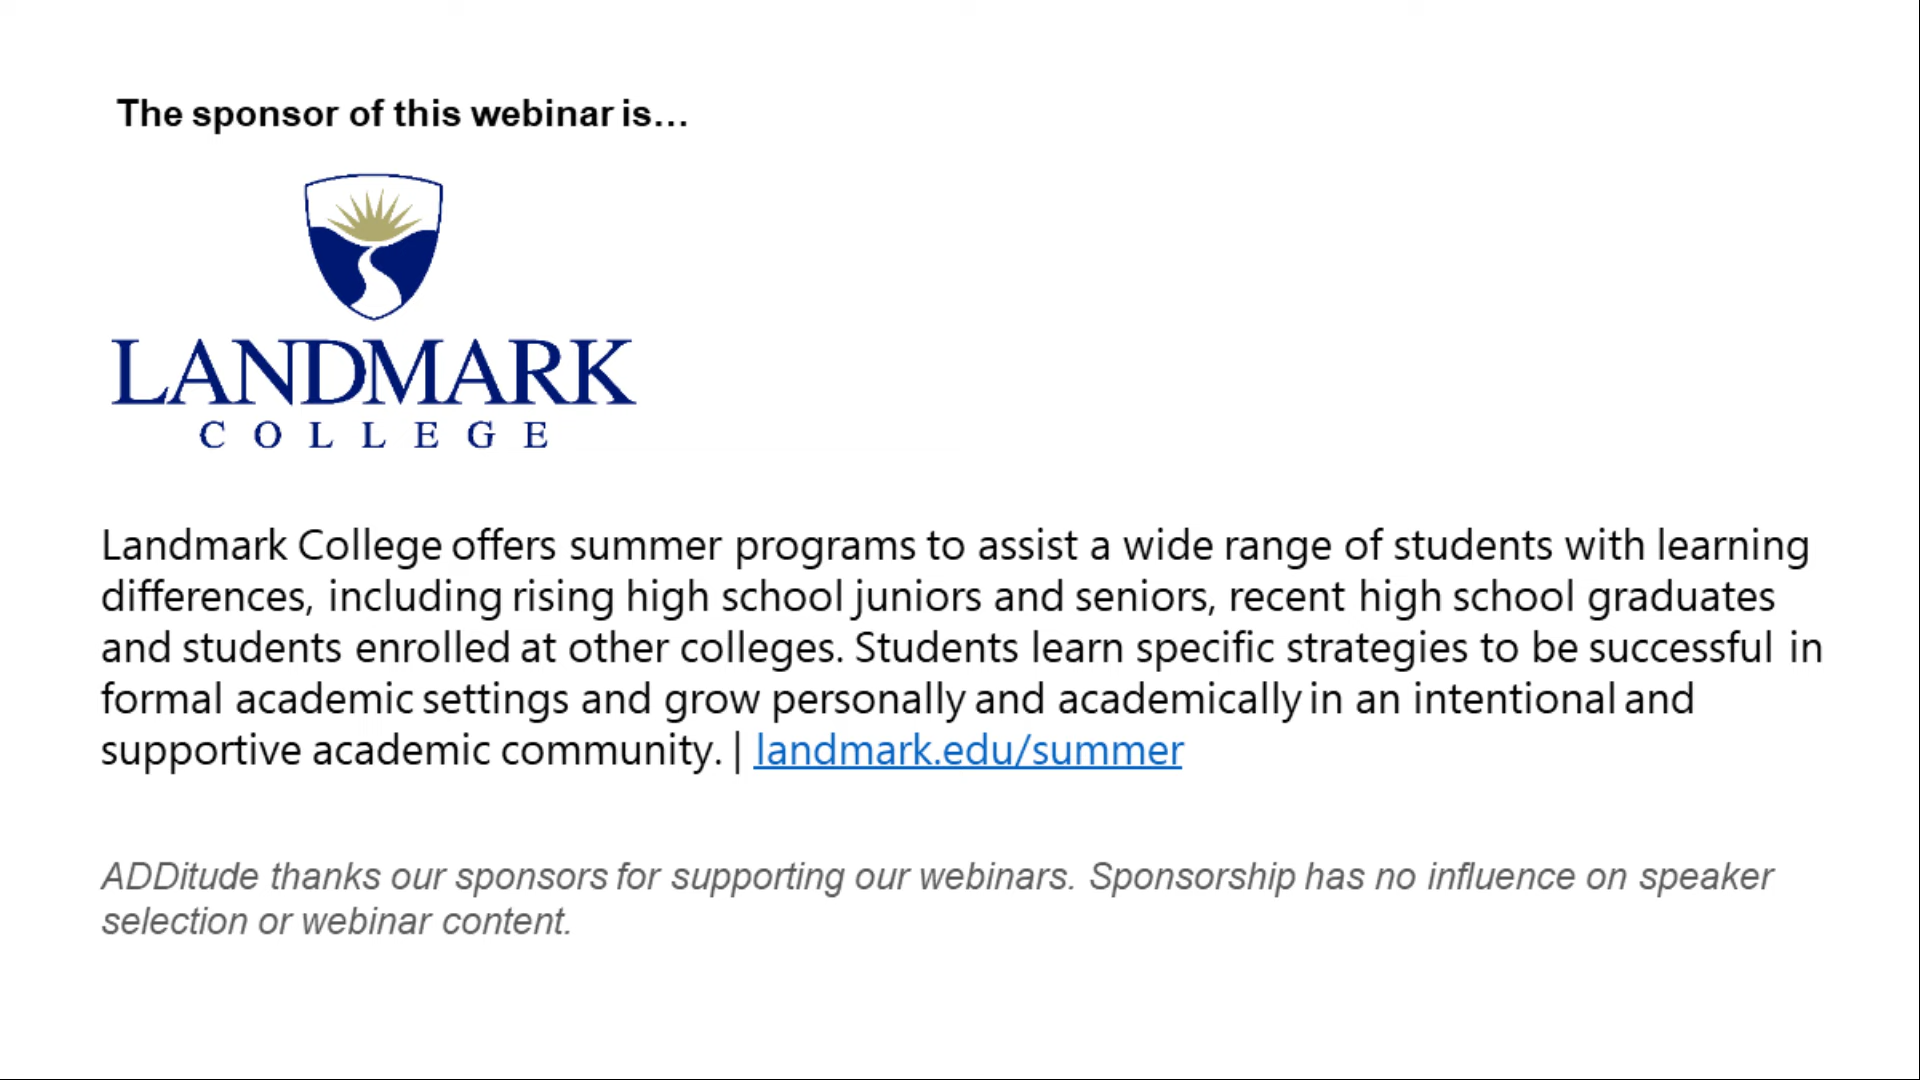 The sponsor of this webinar is...
LANDMARK
COLLEGE
Landmark College offers summer programs to assist a wide range of students with learning
differences, including rising high school juniors and seniors, recent high school graduates
and students enrolled at other colleges. Students learn specific strategies to be successful in
formal academic settings and grow personally and academically in an intentional and
supportive academic community. | landmark.edu/summer
ADDitude thanks our sponsors for supporting our webinars. Sponsorship has no influence on speaker
selection or webinar content.